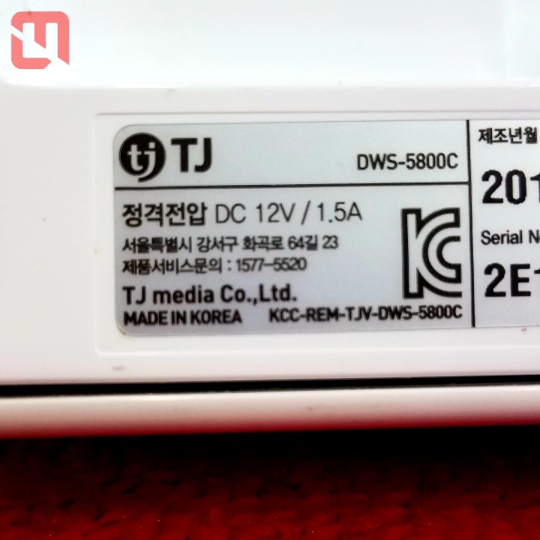 tj TJ
DWS-5800C
정격전압 DC 12V / 1.5A
서울특별시 강서구 화곡로 64길 23
제품서비스문의 : 1577-5520
TJ media Co.,Ltd.
MADE IN KOREA KCC-REM-TJV-DWS-5800C
제조년월
201
Serial No
2E1